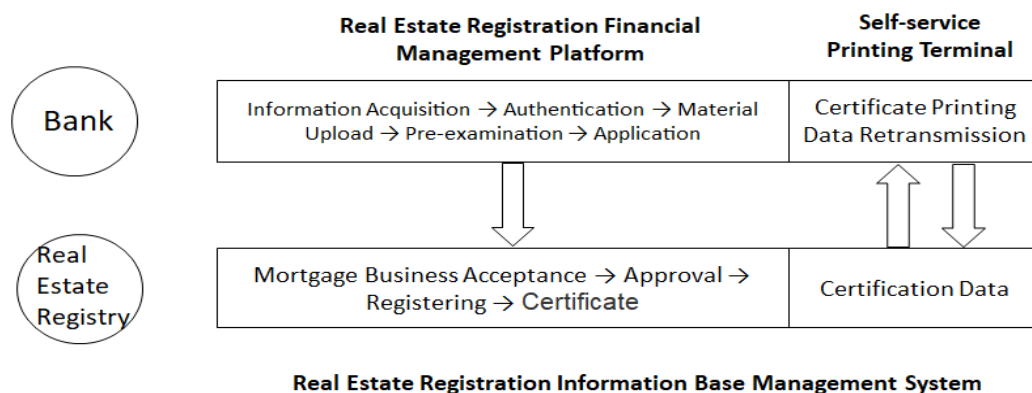 Real Estate Registration Financial
Management Platform
Self-service
Printing Terminal
Bank
Information Acquisition → Authentication → Material
Upload → Pre-examination → Application
Certificate Printing
Data Retransmission
Real
Estate
Registry
Mortgage Business Acceptance → Approval →
Registering → Certificate
Certification Data
Real Estate Registration Information Base Management System